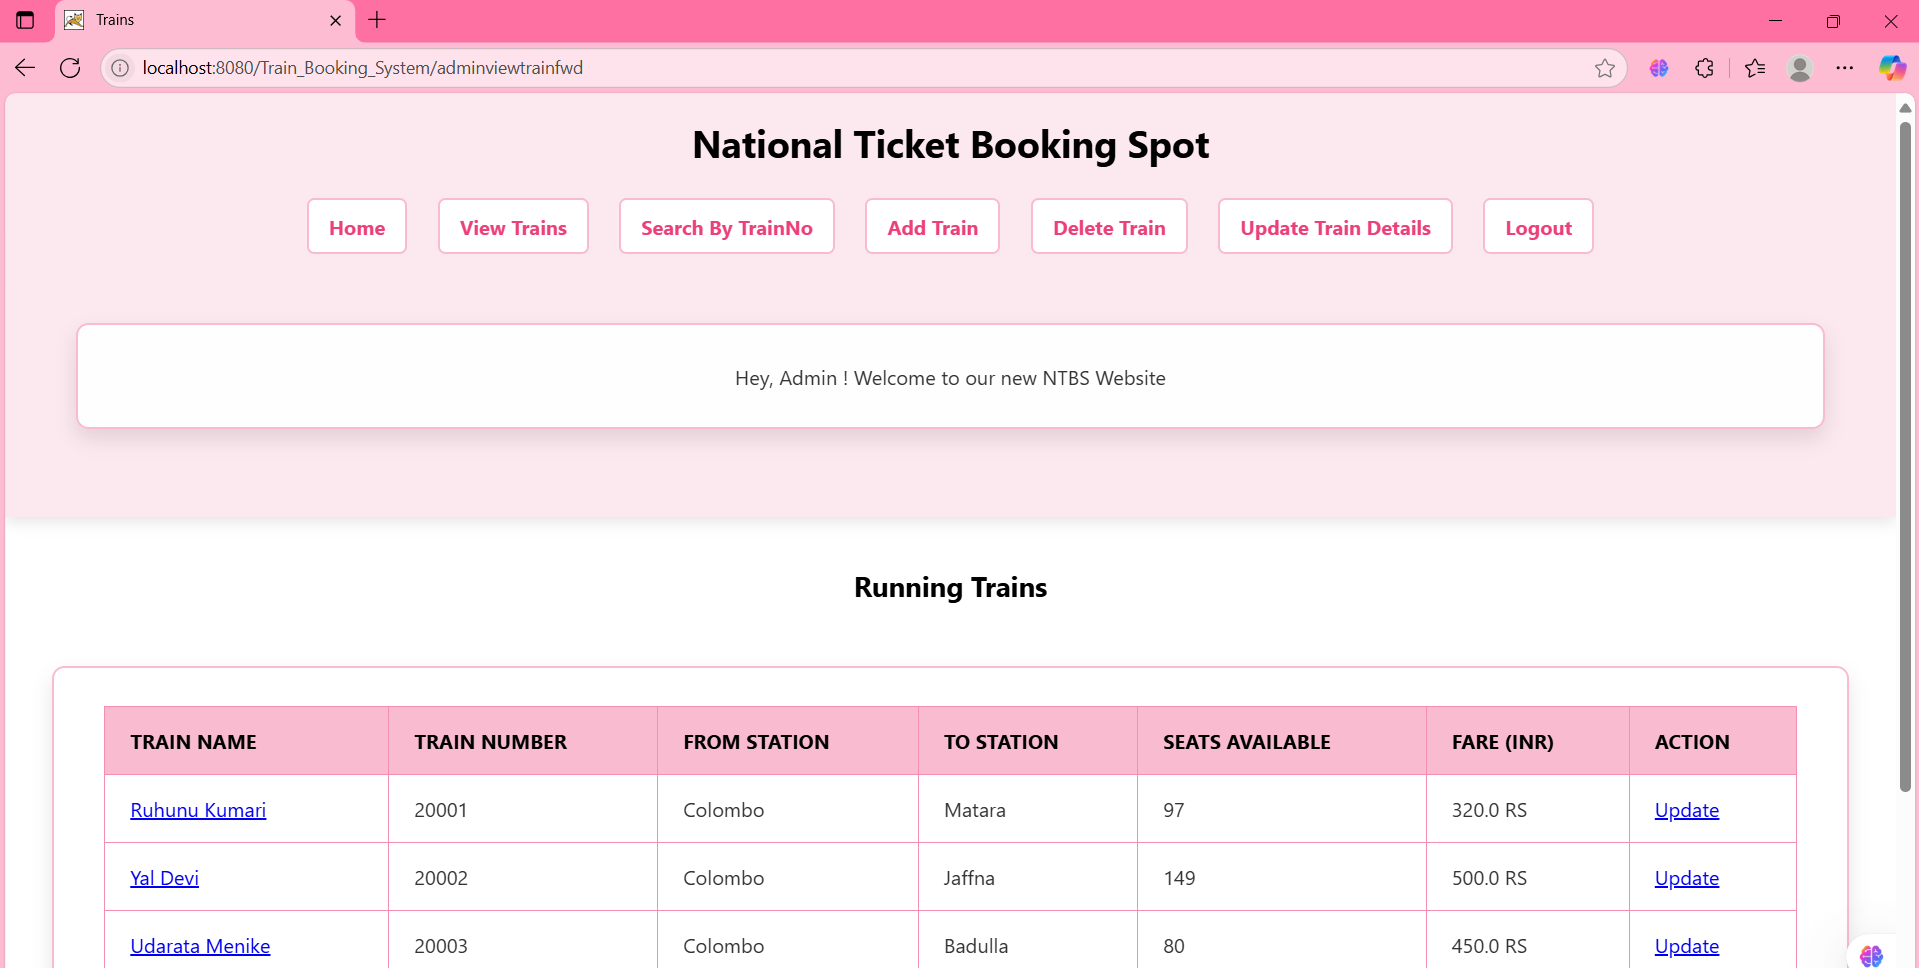 Trains
localhost:8080/Train_Booking_System/adminviewtrainfwd
National Ticket Booking Spot
Home View Trains Search By TrainNo Add Train Delete Train Update Train Details Logout
Hey, Admin ! Welcome to our new NTBS Website
Running Trains
TRAIN NAME TRAIN NUMBER FROM STATION TO STATION SEATS AVAILABLE FARE (INR) ACTION
Ruhunu Kumari 20001 Colombo Matara 97 320.0 RS Update
Yal Devi 20002 Colombo Jaffna 149 500.0 RS Update
Udarata Menike 20003 Colombo Badulla 80 450.0 RS Update